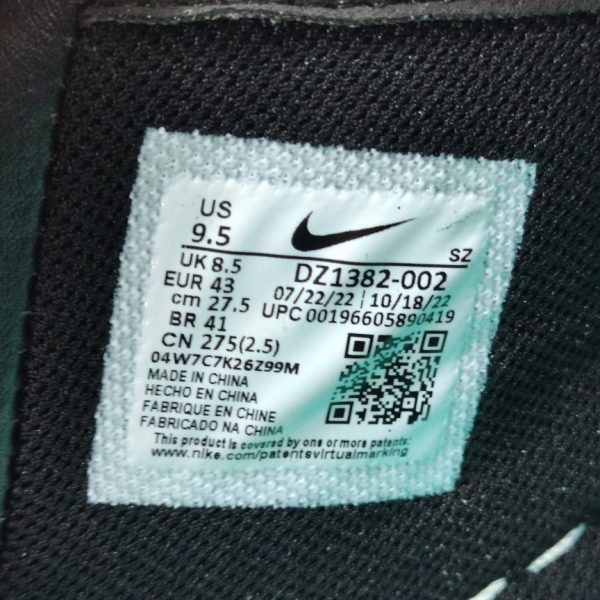 US
9.5
SZ
UK 8.5
EUR 43
cm 27.5
BR 41
CN 275(2.5)
DZ1382-002
07/22/22 | 10/18/22
UPC 00196605890419
04W7C7K26Z99M
MADE IN CHINA
HECHO EN CHINA
FABRIQUE EN CHINE
FABRICADO NA CHINA
This product is covered by one or more patents:
www.nike.com/patentsvirtualmarking